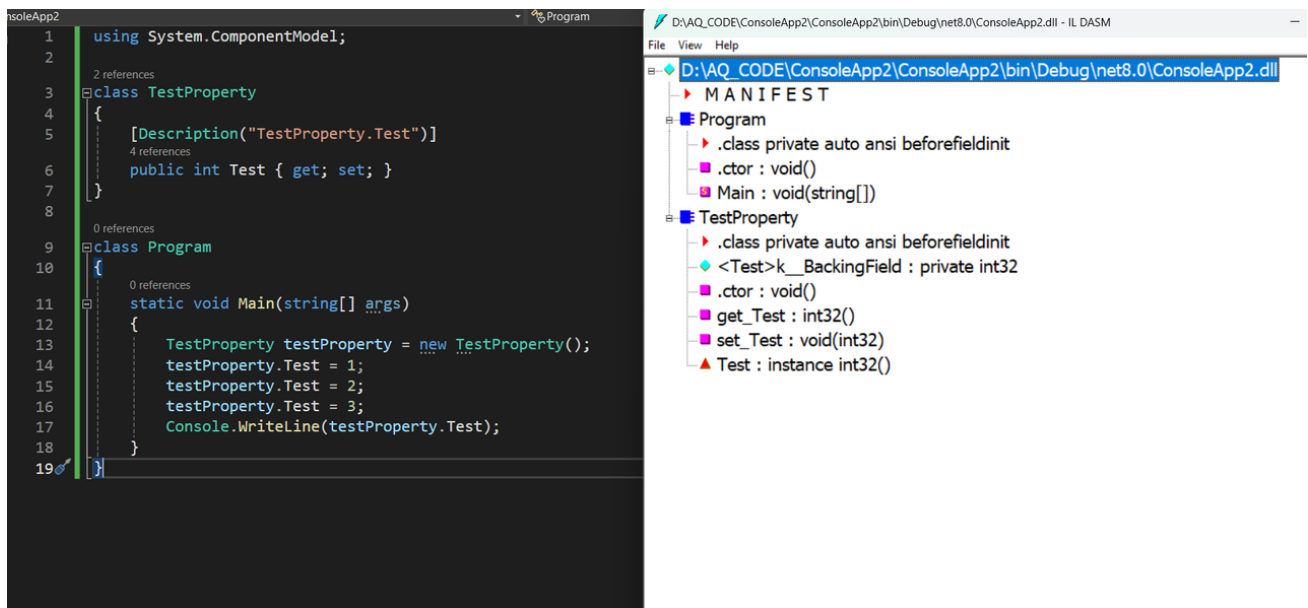 nsoleApp2
Program
1 using System.ComponentModel;
2
2 references
3 class TestProperty
4 {
5 [Description("TestProperty.Test")]
4 references
6 public int Test { get; set; }
7 }
8
0 references
9 class Program
10 {
0 references
11 static void Main(string[] args)
12 {
13 TestProperty testProperty = new TestProperty();
14 testProperty.Test = 1;
15 testProperty.Test = 2;
16 testProperty.Test = 3;
17 Console.WriteLine(testProperty.Test);
18 }
19 }
D:\AQ_CODE\ConsoleApp2\ConsoleApp2\bin\Debug\net8.0\ConsoleApp2.dll - IL DASM
File View Help
D:\AQ_CODE\ConsoleApp2\ConsoleApp2\bin\Debug\net8.0\ConsoleApp2.dll
M A N I F E S T
Program
.class private auto ansi beforefieldinit
.ctor : void()
S Main : void(string[])
TestProperty
.class private auto ansi beforefieldinit
<Test>k__BackingField : private int32
.ctor : void()
get_Test : int32()
set_Test : void(int32)
Test : instance int32()